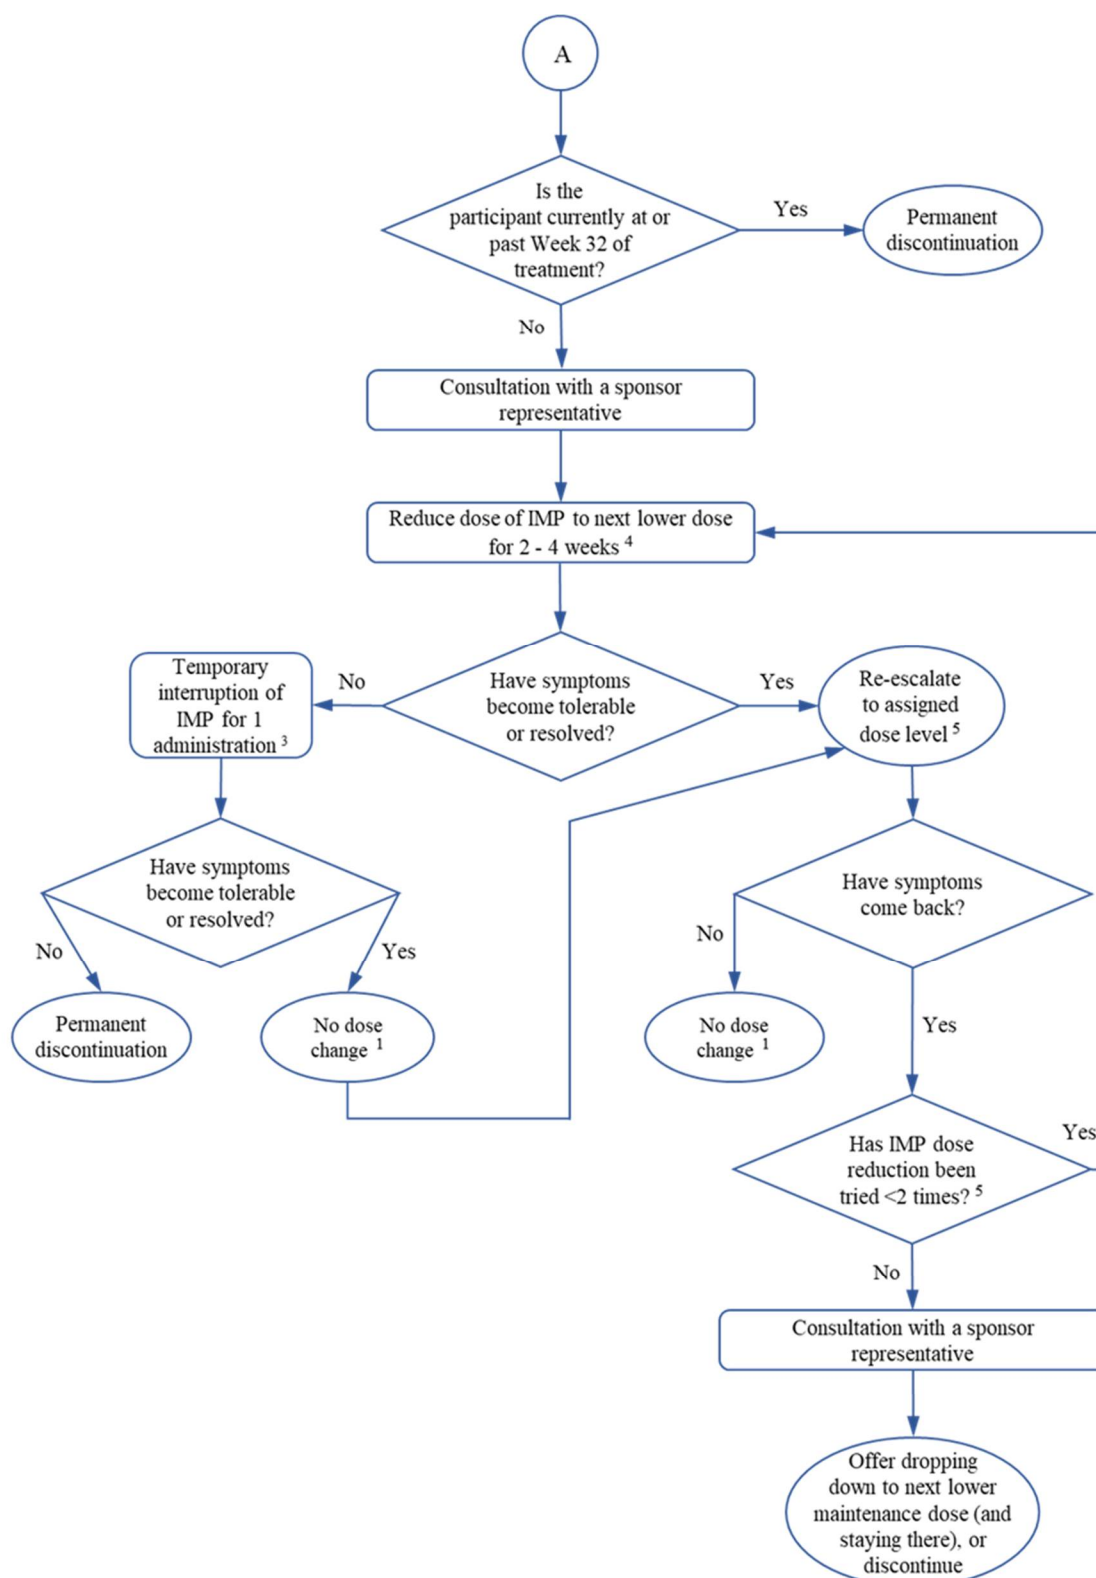 A
Is the
participant currently at or
past Week 32 of
treatment?
Yes
Permanent
discontinuation
No
Consultation with a sponsor
representative
Reduce dose of IMP to next lower dose
for 2 - 4 weeks 4
Temporary
interruption of
IMP for 1
administration 3
No
Have symptoms
become tolerable
or resolved?
Yes
Re-escalate
to assigned
dose level 5
Have symptoms
become tolerable
or resolved?
No
Yes
Permanent
discontinuation
No dose
change 1
Have symptoms
come back?
No
No dose
change 1
Yes
Has IMP dose
reduction been
tried <2 times? 5
Yes
No
Consultation with a sponsor
representative
Offer dropping
down to next lower
maintenance dose (and
staying there), or
discontinue